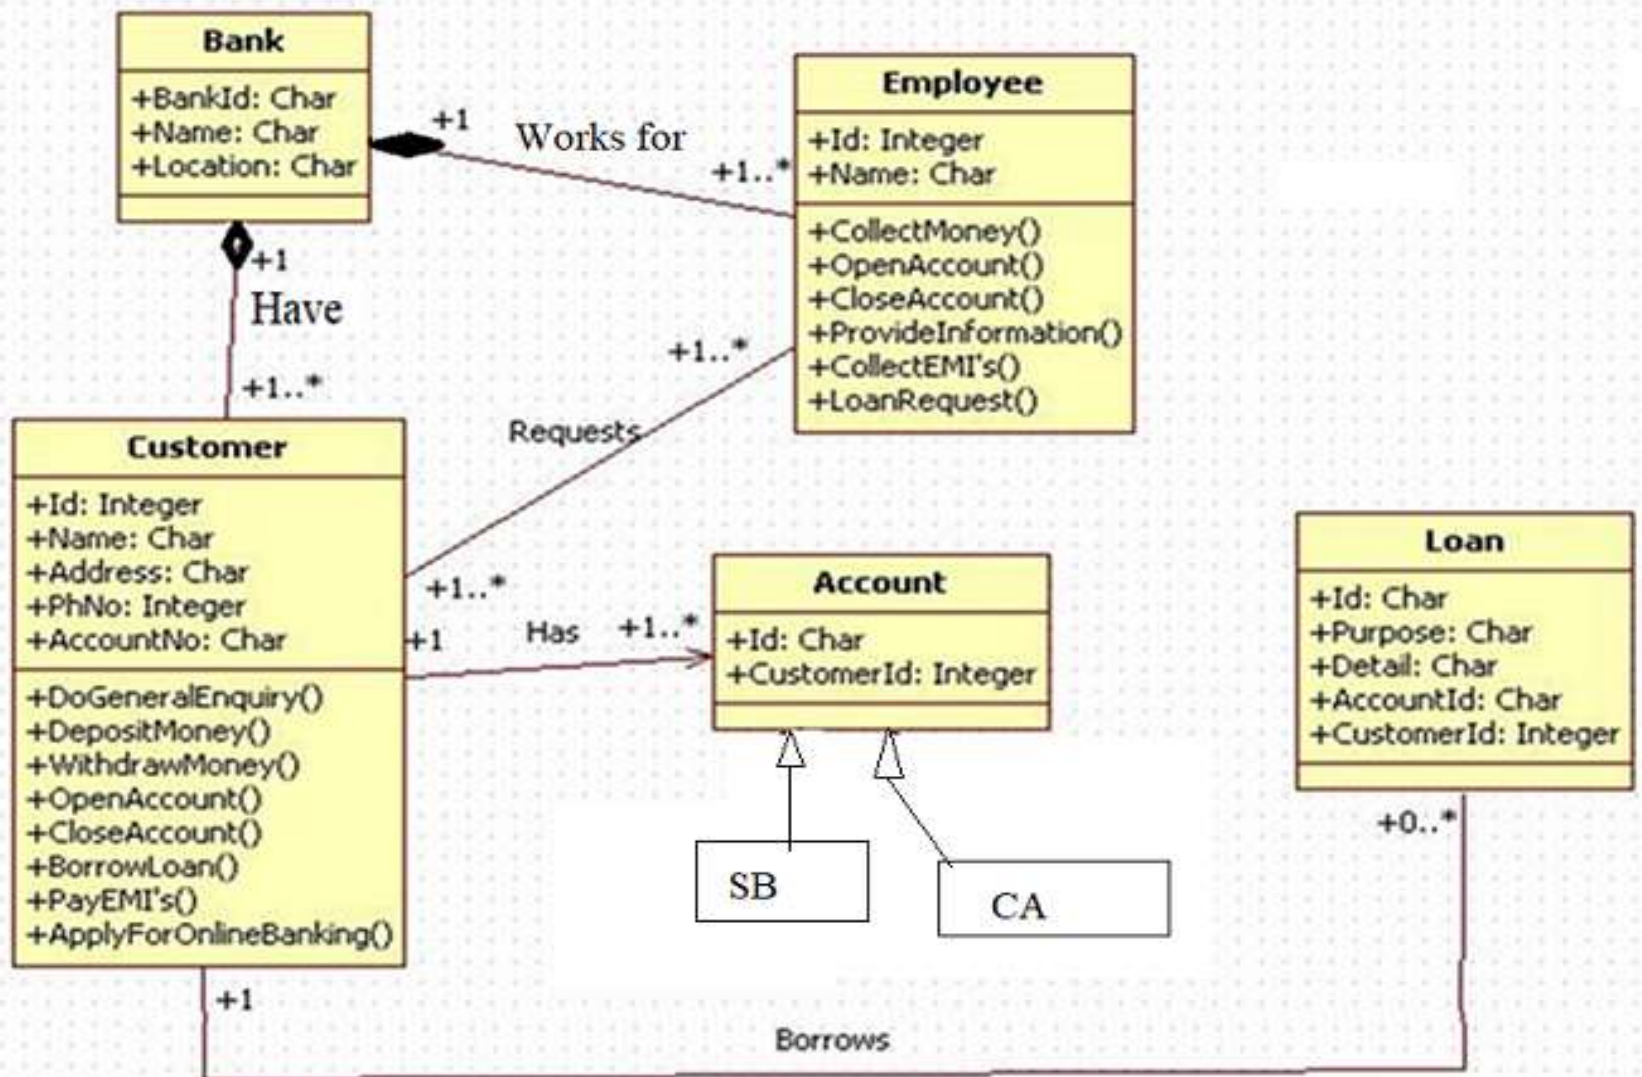 Bank
+BankId: Char
+Name: Char
+Location: Char
+1
Works for
+1..*
Employee
+Id: Integer
+Name: Char
+CollectMoney()
+OpenAccount()
+CloseAccount()
+ProvideInformation()
+CollectEMI's()
+LoanRequest()
+1
Have
+1..*
+1..*
Requests
+1..*
Customer
+Id: Integer
+Name: Char
+Address: Char
+PhNo: Integer
+AccountNo: Char
+DoGeneralEnquiry()
+DepositMoney()
+WithdrawMoney()
+OpenAccount()
+CloseAccount()
+BorrowLoan()
+PayEMI's()
+ApplyForOnlineBanking()
+1
Has
+1..*
Account
+Id: Char
+CustomerId: Integer
SB
CA
Loan
+Id: Char
+Purpose: Char
+Detail: Char
+AccountId: Char
+CustomerId: Integer
+0..*
+1
Borrows